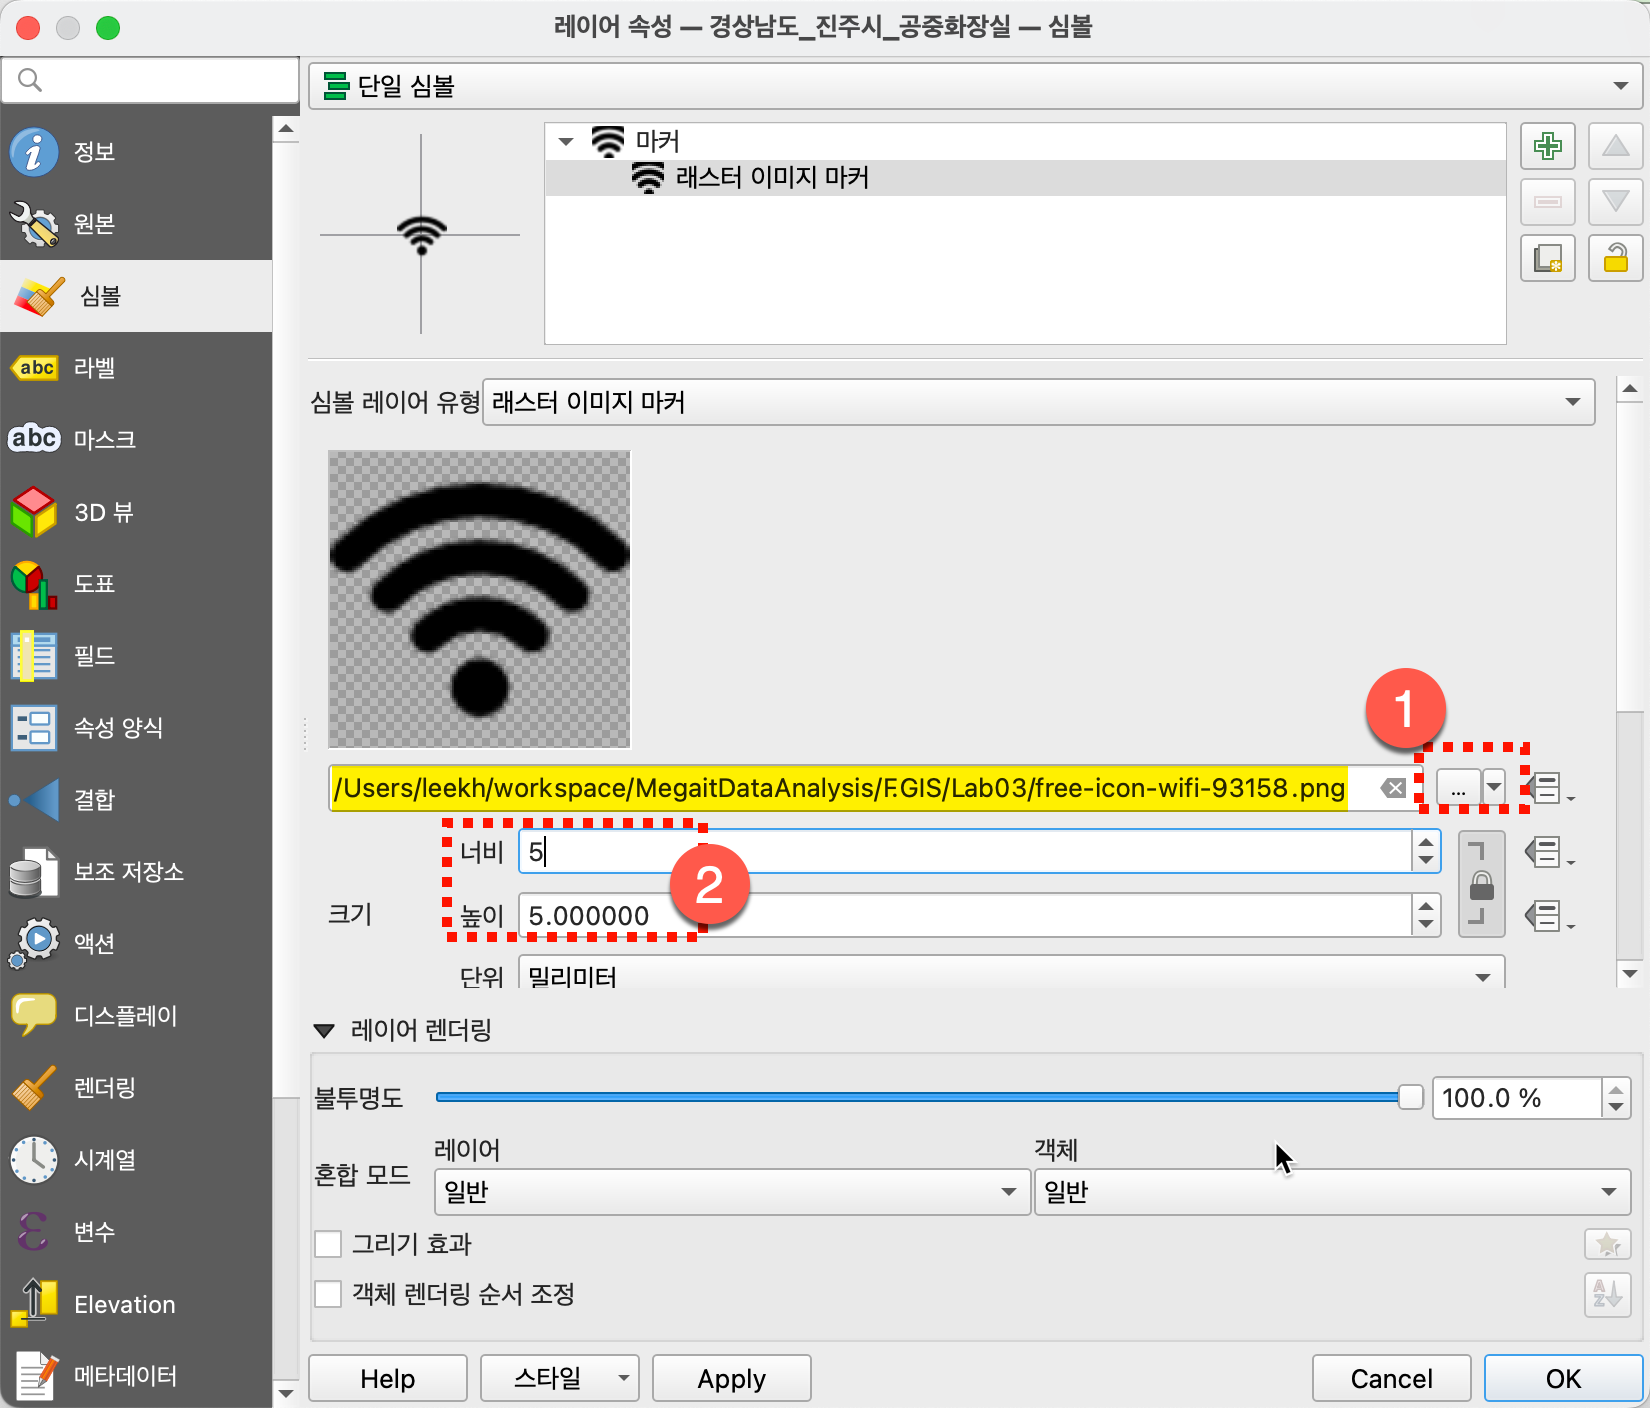 레이어 속성 — 경상남도_진주시_공중화장실 — 심볼
단일 심볼
정보
원본
심볼
abc 라벨
abc 마스크
3D 뷰
도표
필드
속성 양식
결합
보조 저장소
액션
디스플레이
렌더링
시계열
변수
Elevation
메타데이터
마커
래스터 이미지 마커
심볼 레이어 유형 래스터 이미지 마커
1
/Users/leekh/workspace/MegaitDataAnalysis/F.GIS/Lab03/free-icon-wifi-93158.png
...
크기
너비 5
2
높이 5.000000
단위 밀리미터
레이어 렌더링
불투명도 100.0 %
혼합 모드
레이어 객체
일반 일반
그리기 효과
객체 렌더링 순서 조정
AZ
Help 스타일 Apply Cancel OK